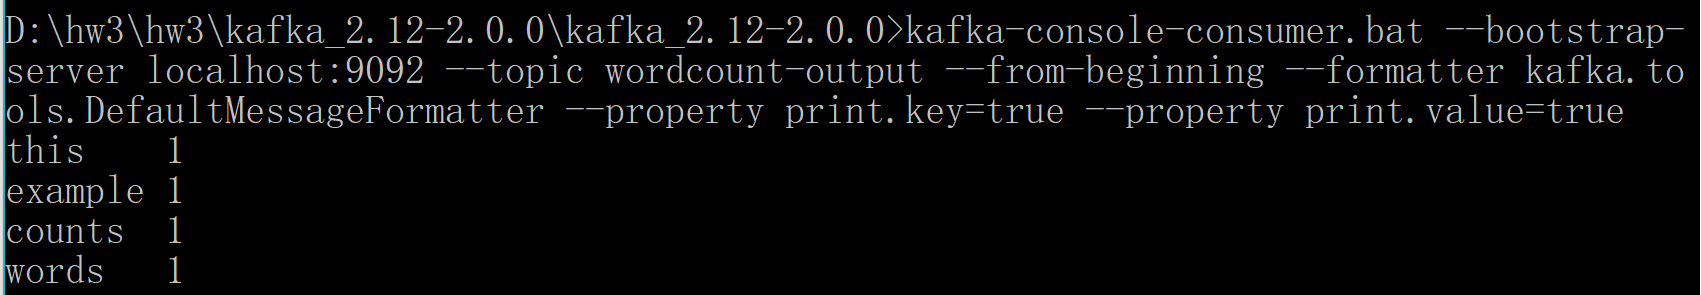 D:\hw3\hw3\kafka_2.12-2.0.0\kafka_2.12-2.0.0>kafka-console-consumer.bat --bootstrap-
server localhost:9092 --topic wordcount-output --from-beginning --formatter kafka.to
ols.DefaultMessageFormatter --property print.key=true --property print.value=true
this    1
example 1
counts  1
words   1